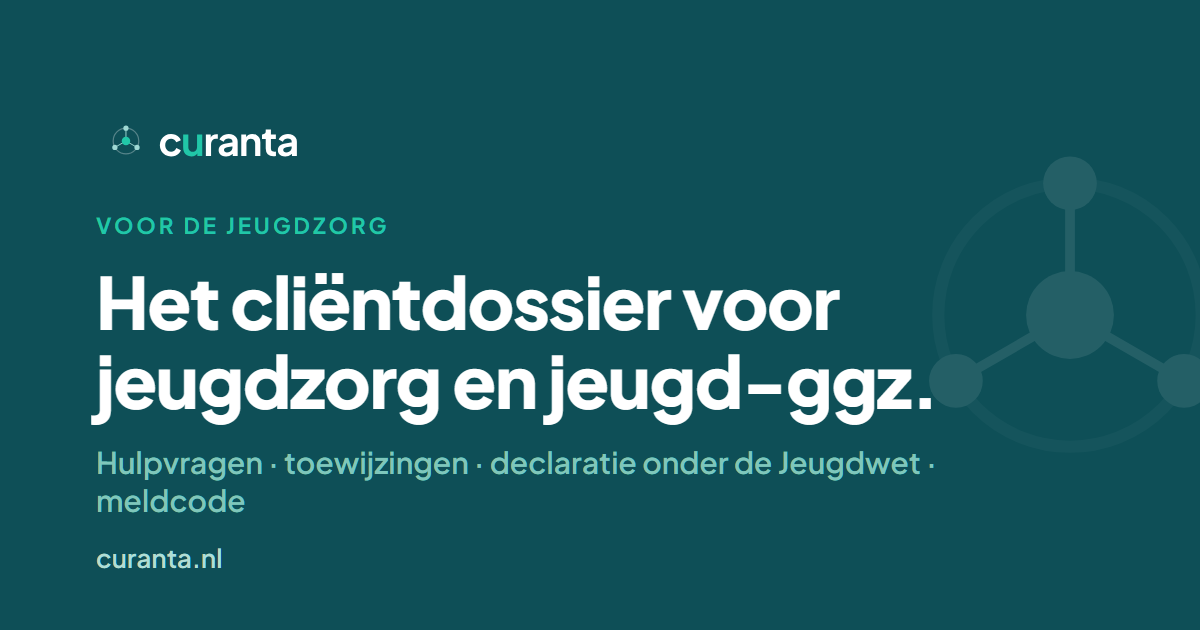 curanta
VOOR DE JEUGDZORG
Het cliëntdossier voor
jeugdzorg en jeugd-ggz.
Hulpvragen · toewijzingen · declaratie onder de Jeugdwet ·
meldcode
curanta.nl